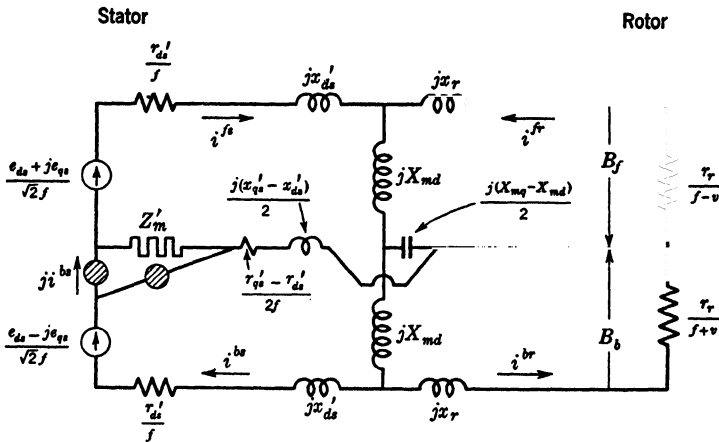 Stator
Rotor
r_ds'/f
jx_ds'
jx_r
i^fs
i^fr
(e_ds + je_qs)/(√2 f)
jX_md
B_f
r_r/(f−v)
j(x_qs' − x_ds')/2
j(X_mq − X_md)/2
Z_m'
ji^bs
(r_qs' − r_ds')/(2f)
(e_ds − je_qs)/(√2 f)
jX_md
B_b
r_r/(f+v)
i^bs
i^br
r_ds'/f
jx_ds'
jx_r